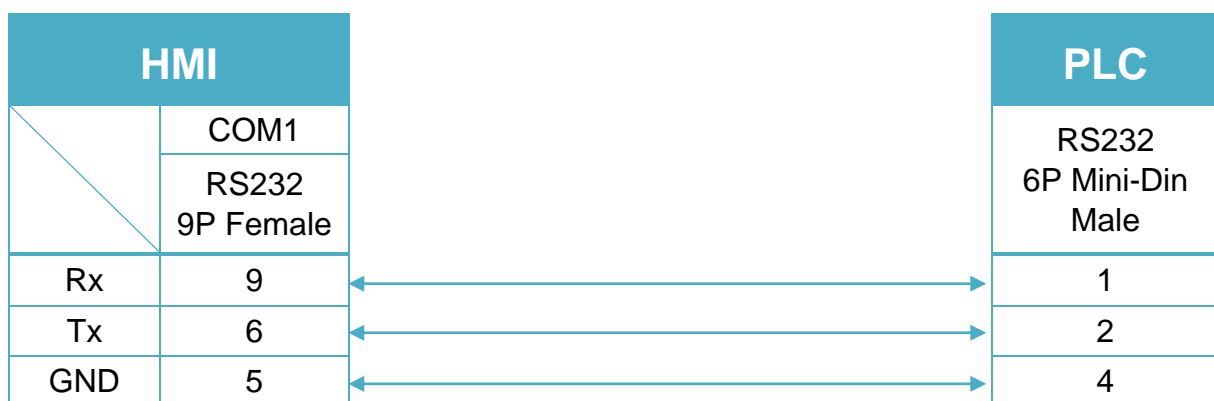 HMI
PLC
COM1
RS232
9P Female
RS232
6P Mini-Din
Male
Rx 9 1
Tx 6 2
GND 5 4